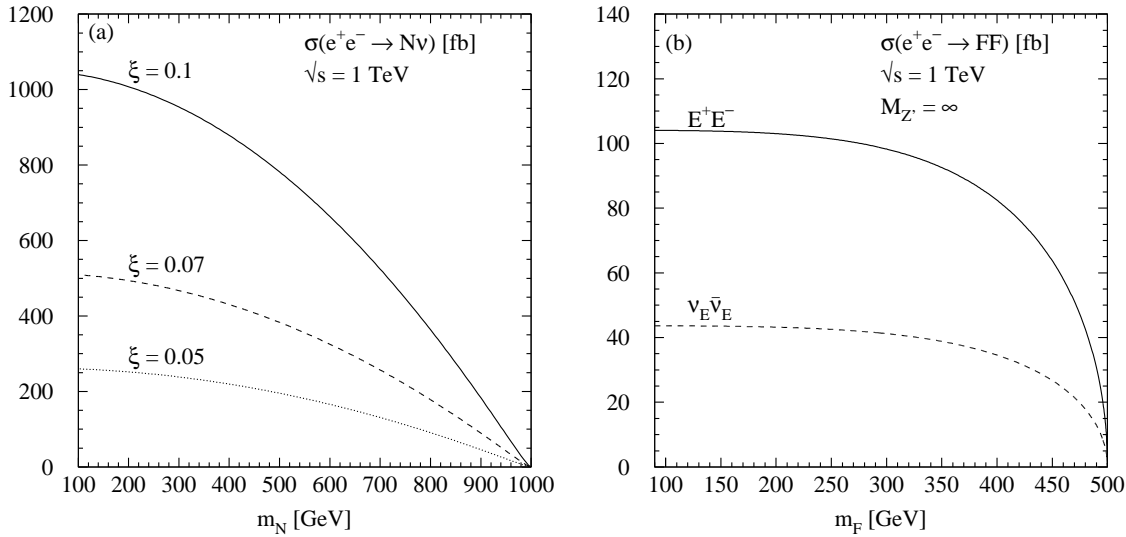 (a)
σ(e⁺e⁻ → Nν) [fb]
√s = 1 TeV
ξ = 0.1
ξ = 0.07
ξ = 0.05
1200
1000
800
600
400
200
0
100 200 300 400 500 600 700 800 900 1000
m_N [GeV]
(b)
σ(e⁺e⁻ → FF) [fb]
√s = 1 TeV
M_Z' = ∞
E⁺E⁻
ν_E ν̄_E
140
120
100
80
60
40
20
0
100 150 200 250 300 350 400 450 500
m_F [GeV]